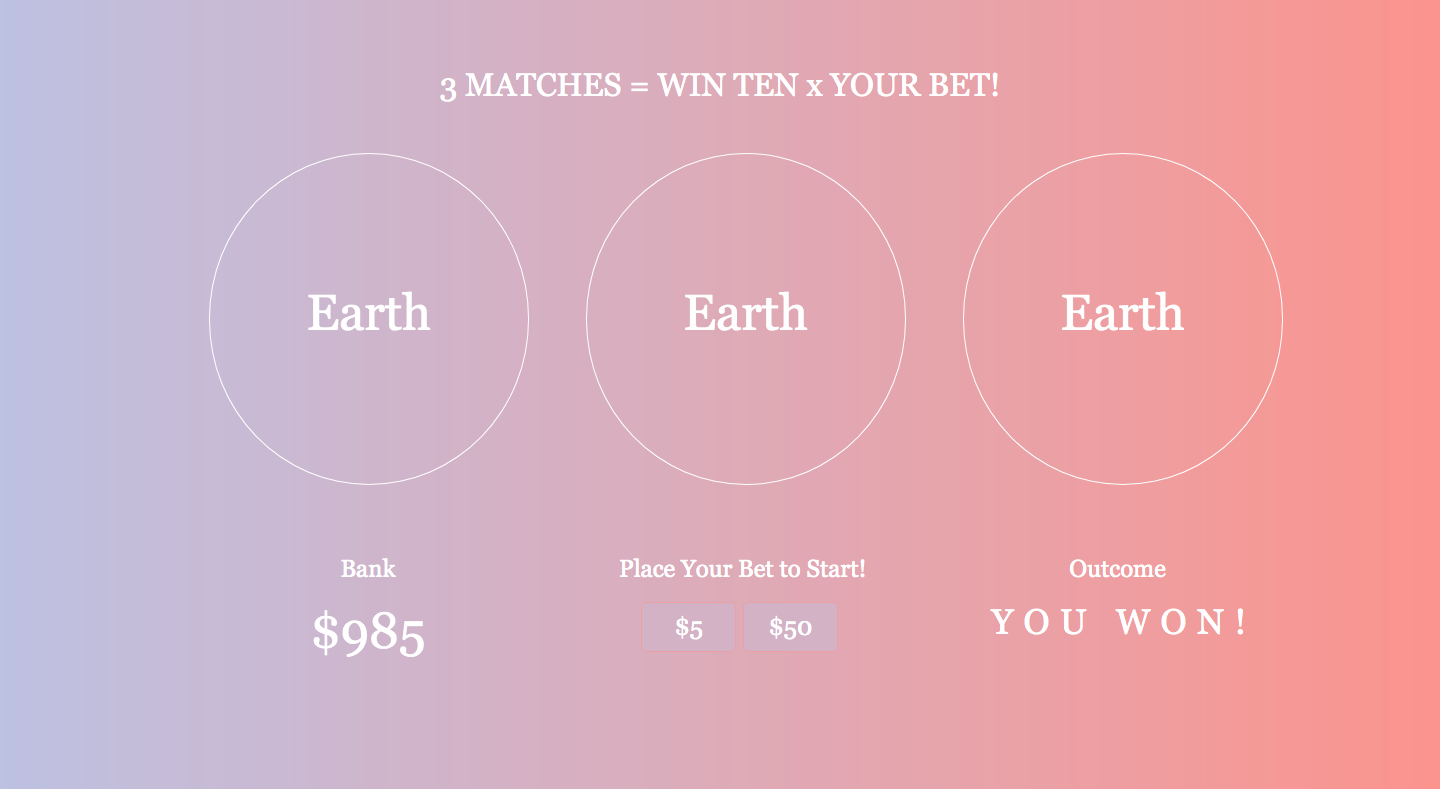 3 MATCHES = WIN TEN x YOUR BET!
Earth
Earth
Earth
Bank
$985
Place Your Bet to Start!
$5
$50
Outcome
YOU WON!